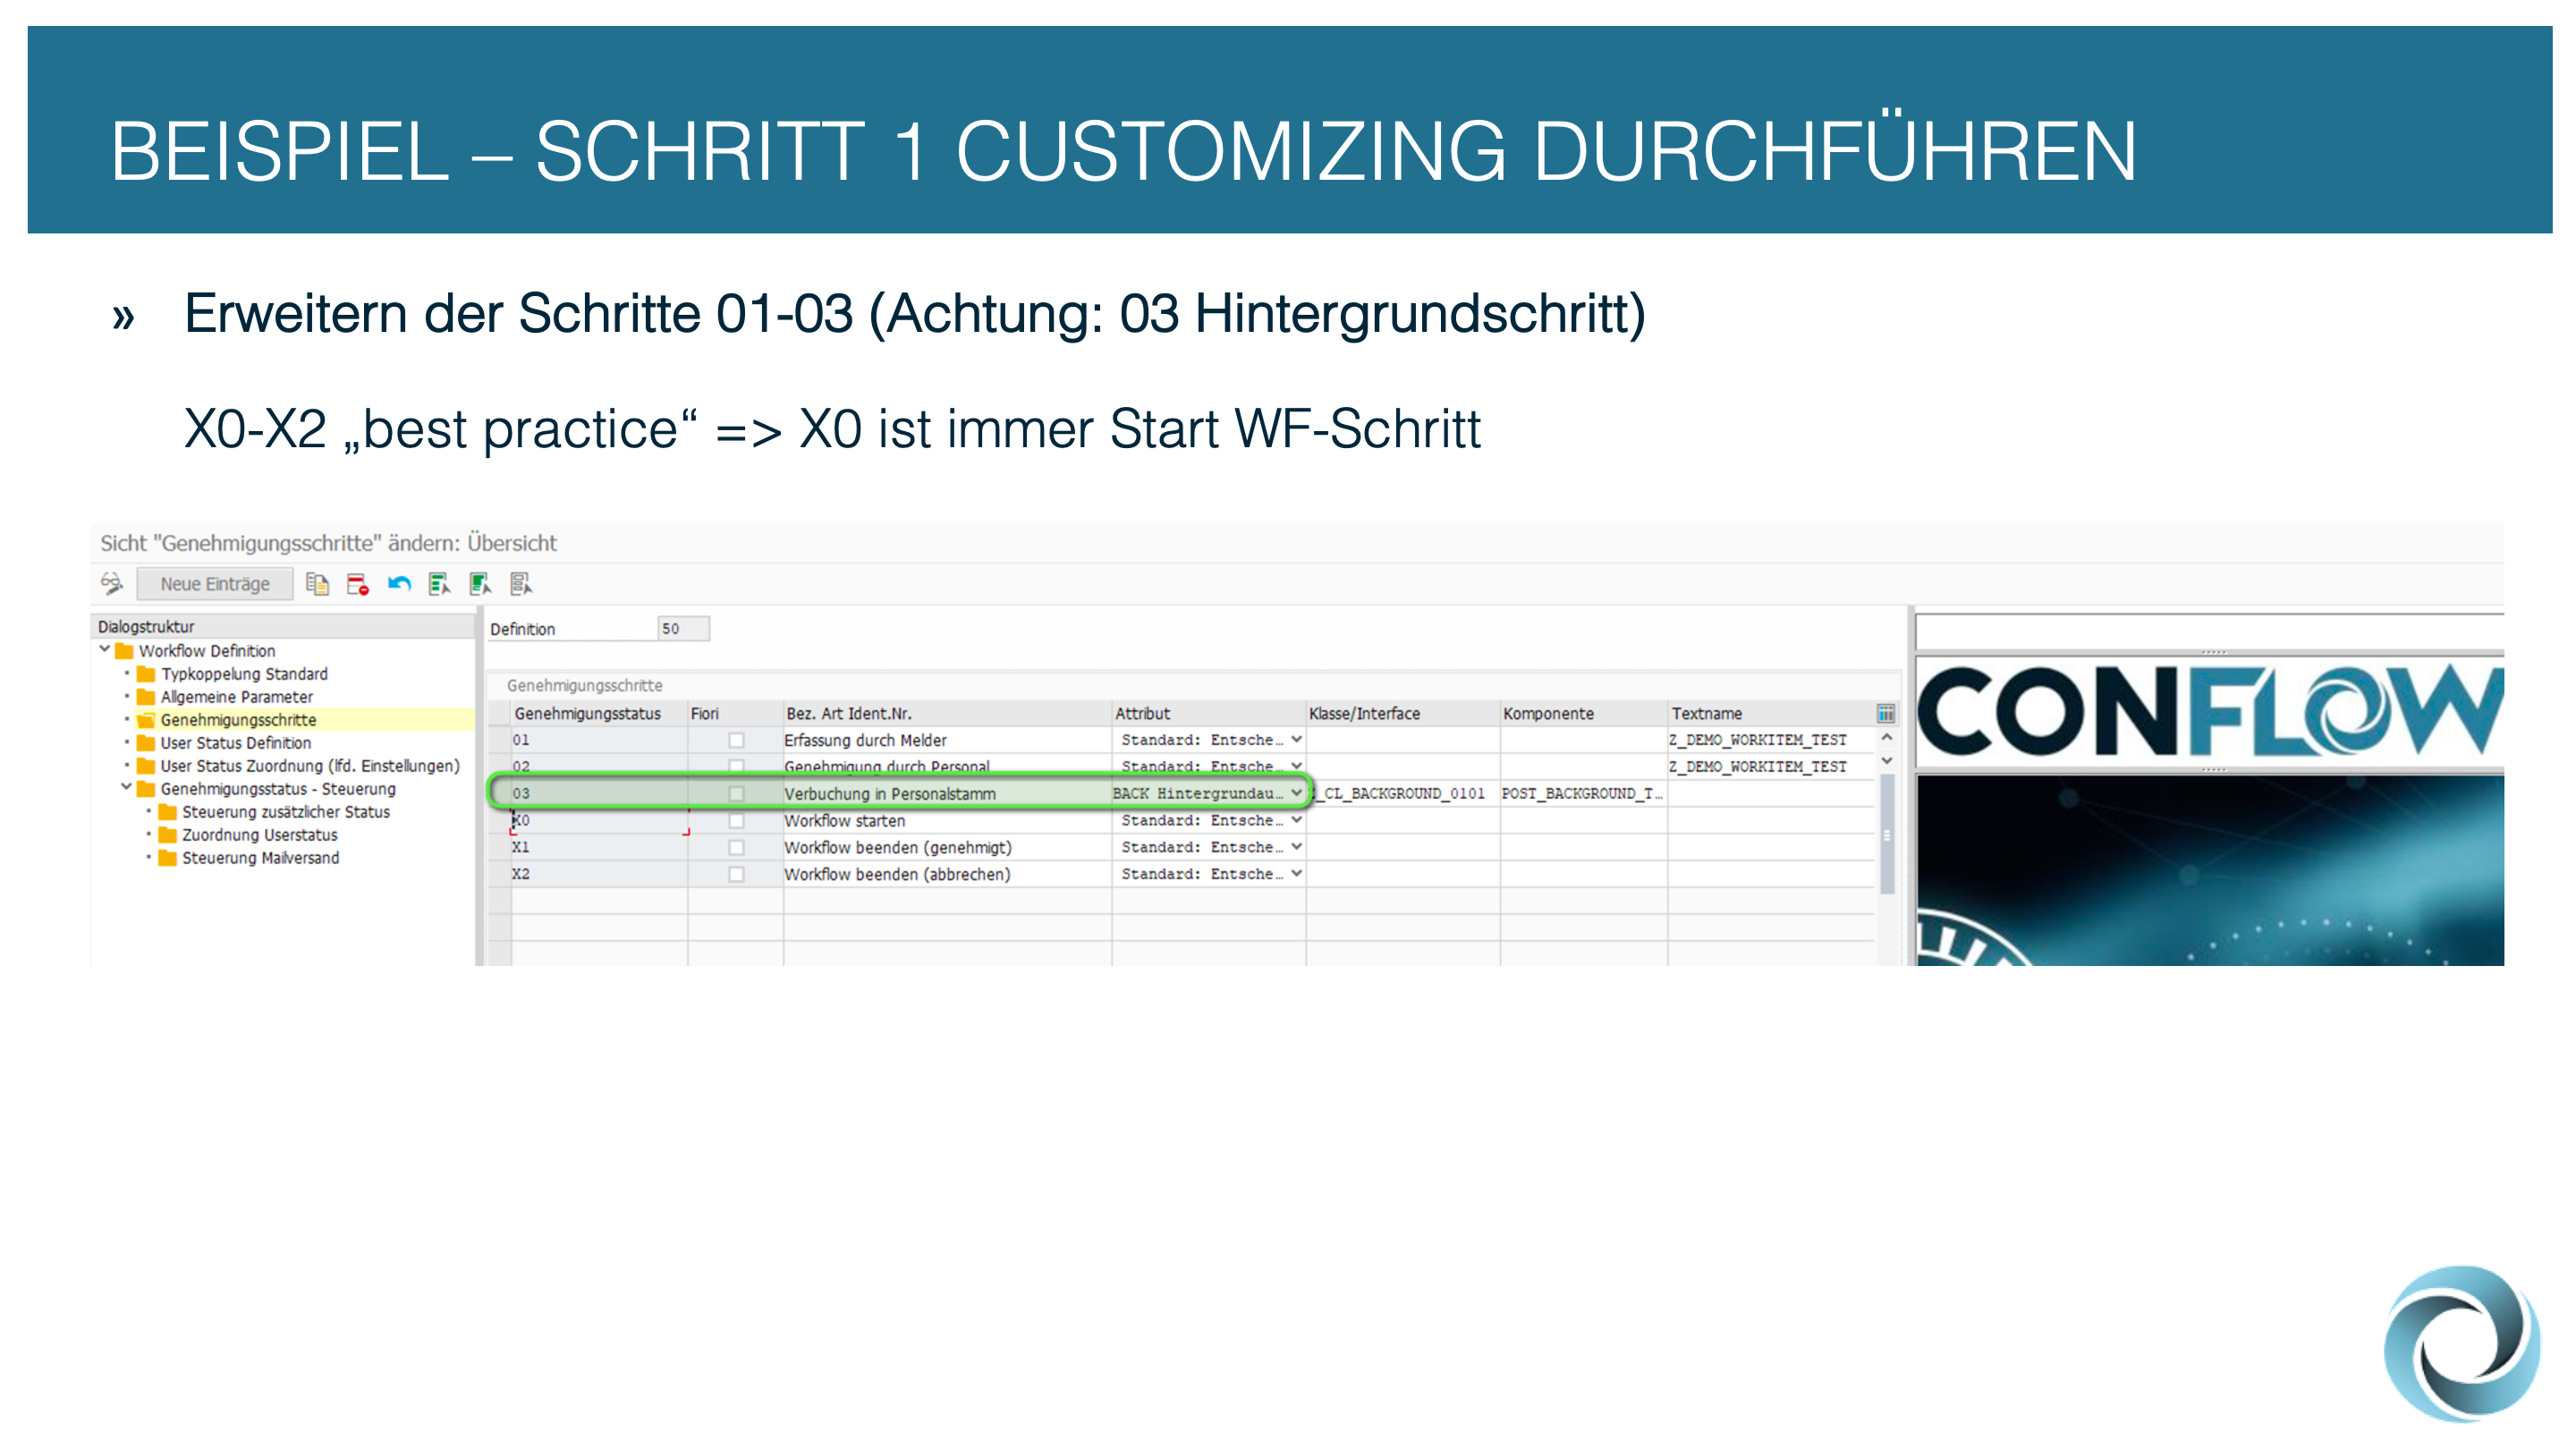 BEISPIEL – SCHRITT 1 CUSTOMIZING DURCHFÜHREN
» Erweitern der Schritte 01-03 (Achtung: 03 Hintergrundschritt)
X0-X2 „best practice“ => X0 ist immer Start WF-Schritt
Sicht "Genehmigungsschritte" ändern: Übersicht
Neue Einträge
Dialogstruktur
Workflow Definition
Typkoppelung Standard
Allgemeine Parameter
Genehmigungsschritte
User Status Definition
User Status Zuordnung (lfd. Einstellungen)
Genehmigungsstatus - Steuerung
Steuerung zusätzlicher Status
Zuordnung Userstatus
Steuerung Mailversand
Definition 50
Genehmigungsschritte
Genehmigungsstatus Fiori Bez. Art Ident.Nr. Attribut Klasse/Interface Komponente Textname
01 Erfassung durch Melder Standard: Entsche… Z_DEMO_WORKITEM_TEST
02 Genehmigung durch Personal Standard: Entsche… Z_DEMO_WORKITEM_TEST
03 Verbuchung in Personalstamm BACK Hintergrundau… _CL_BACKGROUND_0101 POST_BACKGROUND_T…
X0 Workflow starten Standard: Entsche…
X1 Workflow beenden (genehmigt) Standard: Entsche…
X2 Workflow beenden (abbrechen) Standard: Entsche…
CONFLOW